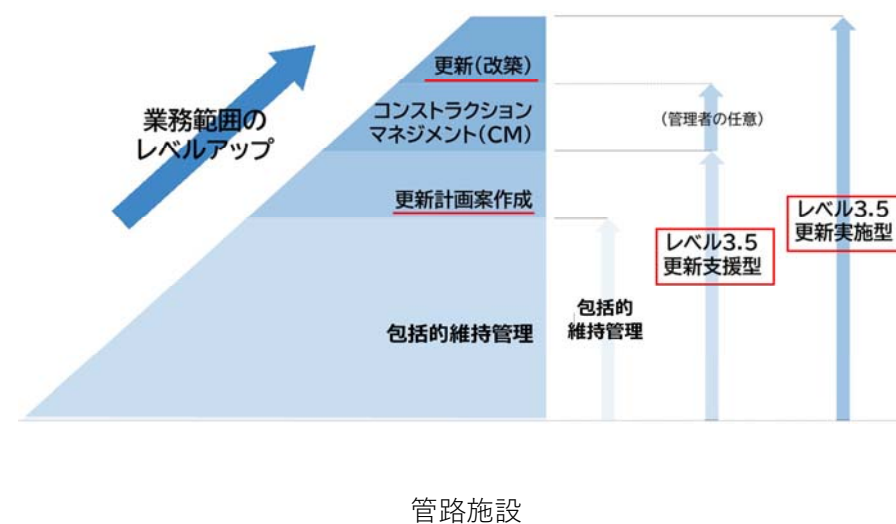 更新(改築)
業務範囲の
レベルアップ
コンストラクション
マネジメント(CM)
(管理者の任意)
更新計画案作成
レベル3.5
更新実施型
レベル3.5
更新支援型
包括的
維持管理
包括的維持管理
管路施設